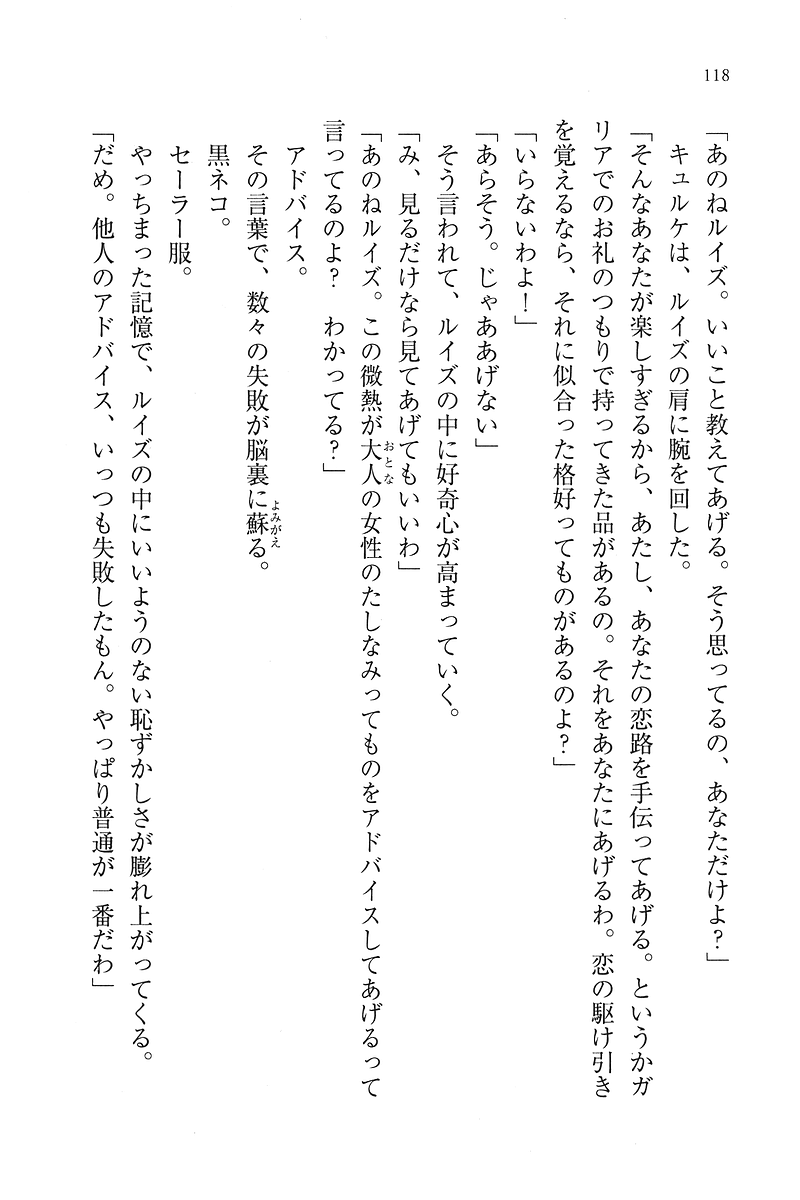 118
「あのねルイズ。いいこと教えてあげる。そう思ってるの、あなただけよ？」
キュルケは、ルイズの肩に腕を回した。
「そんなあなたが楽しすぎるから、あたし、あなたの恋路を手伝ってあげる。というかガ
リアでのお礼のつもりで持ってきた品があるの。それをあなたにあげるわ。恋の駆け引き
を覚えるなら、それに似合った格好ってものがあるのよ？」
「いらないわよ！」
「あらそう。じゃああげない」
そう言われて、ルイズの中に好奇心が高まっていく。
「み、見るだけなら見てあげてもいいわ」
「あのねルイズ。この微熱が大人おとなの女性のたしなみってものをアドバイスしてあげるって
言ってるのよ？　わかってる？」
アドバイス。
その言葉で、数々の失敗が脳裏に蘇よみがえる。
黒ネコ。
セーラー服。
やっちまった記憶で、ルイズの中にいいようのない恥ずかしさが膨れ上がってくる。
「だめ。他人のアドバイス、いっつも失敗したもん。やっぱり普通が一番だわ」